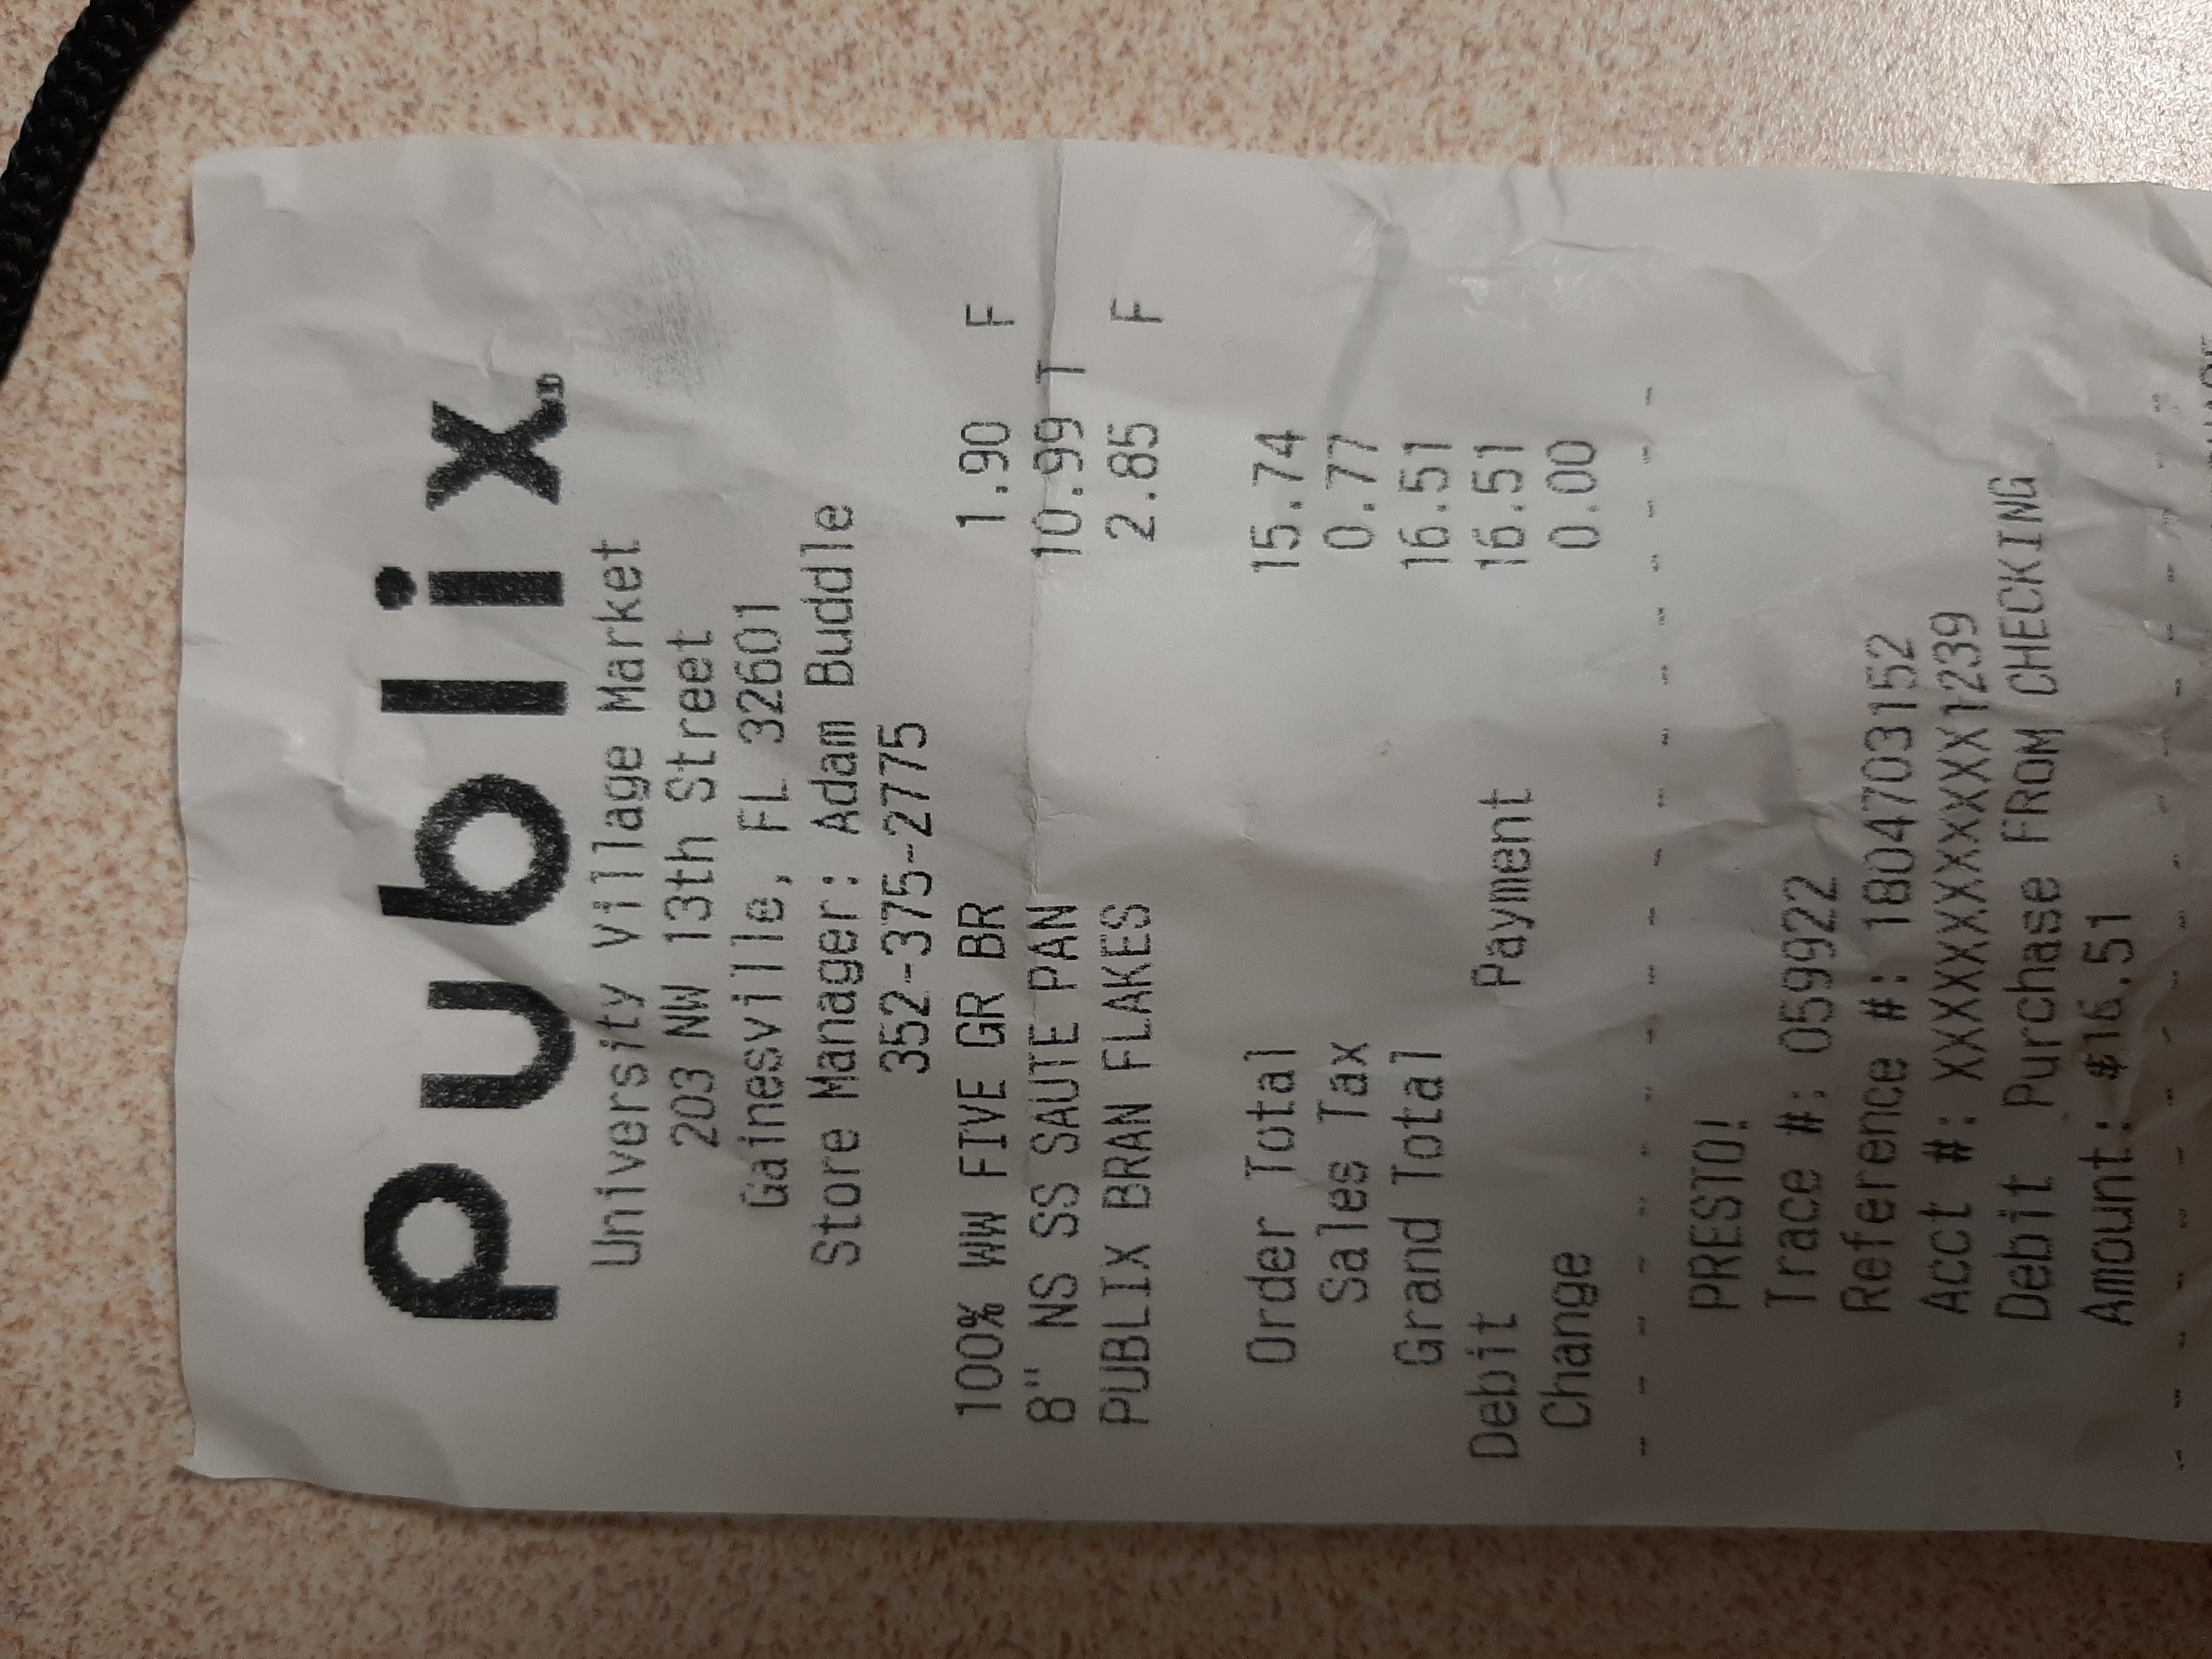 Publix
University Village Market
203 NW 13th Street
Gainesville, FL 32601
Store Manager: Adam Buddle
352-375-2775
100% WW FIVE GR BR 1.90 F
8" NS SS SAUTE PAN 10.99 T
PUBLIX BRAN FLAKES 2.85 F
Order Total 15.74
Sales Tax 0.77
Grand Total 16.51
Debit Payment 16.51
Change 0.00
PRESTO!
Trace #: 059922
Reference #: 1804703152
Acct #: XXXXXXXXXXXX1239
Debit Purchase FROM CHECKING
Amount: $16.51